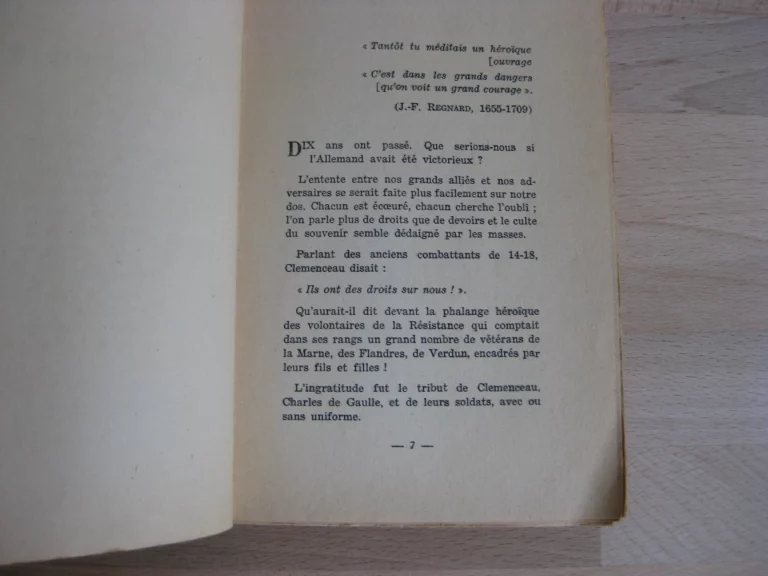 « Tantôt tu méditais un héroïque
[ouvrage
« C'est dans les grands dangers
[qu'on voit un grand courage ».
(J.-F. REGNARD, 1655-1709)
DIX ans ont passé. Que serions-nous si
l'Allemand avait été victorieux ?
L'entente entre nos grands alliés et nos ad-
versaires se serait faite plus facilement sur notre
dos. Chacun est écœuré, chacun cherche l'oubli ;
l'on parle plus de droits que de devoirs et le culte
du souvenir semble dédaigné par les masses.
Parlant des anciens combattants de 14-18,
Clemenceau disait :
« Ils ont des droits sur nous ! ».
Qu'aurait-il dit devant la phalange héroïque
des volontaires de la Résistance qui comptait
dans ses rangs un grand nombre de vétérans de
la Marne, des Flandres, de Verdun, encadrés par
leurs fils et filles !
L'ingratitude fut le tribut de Clemenceau,
Charles de Gaulle, et de leurs soldats, avec ou
sans uniforme.
— 7 —